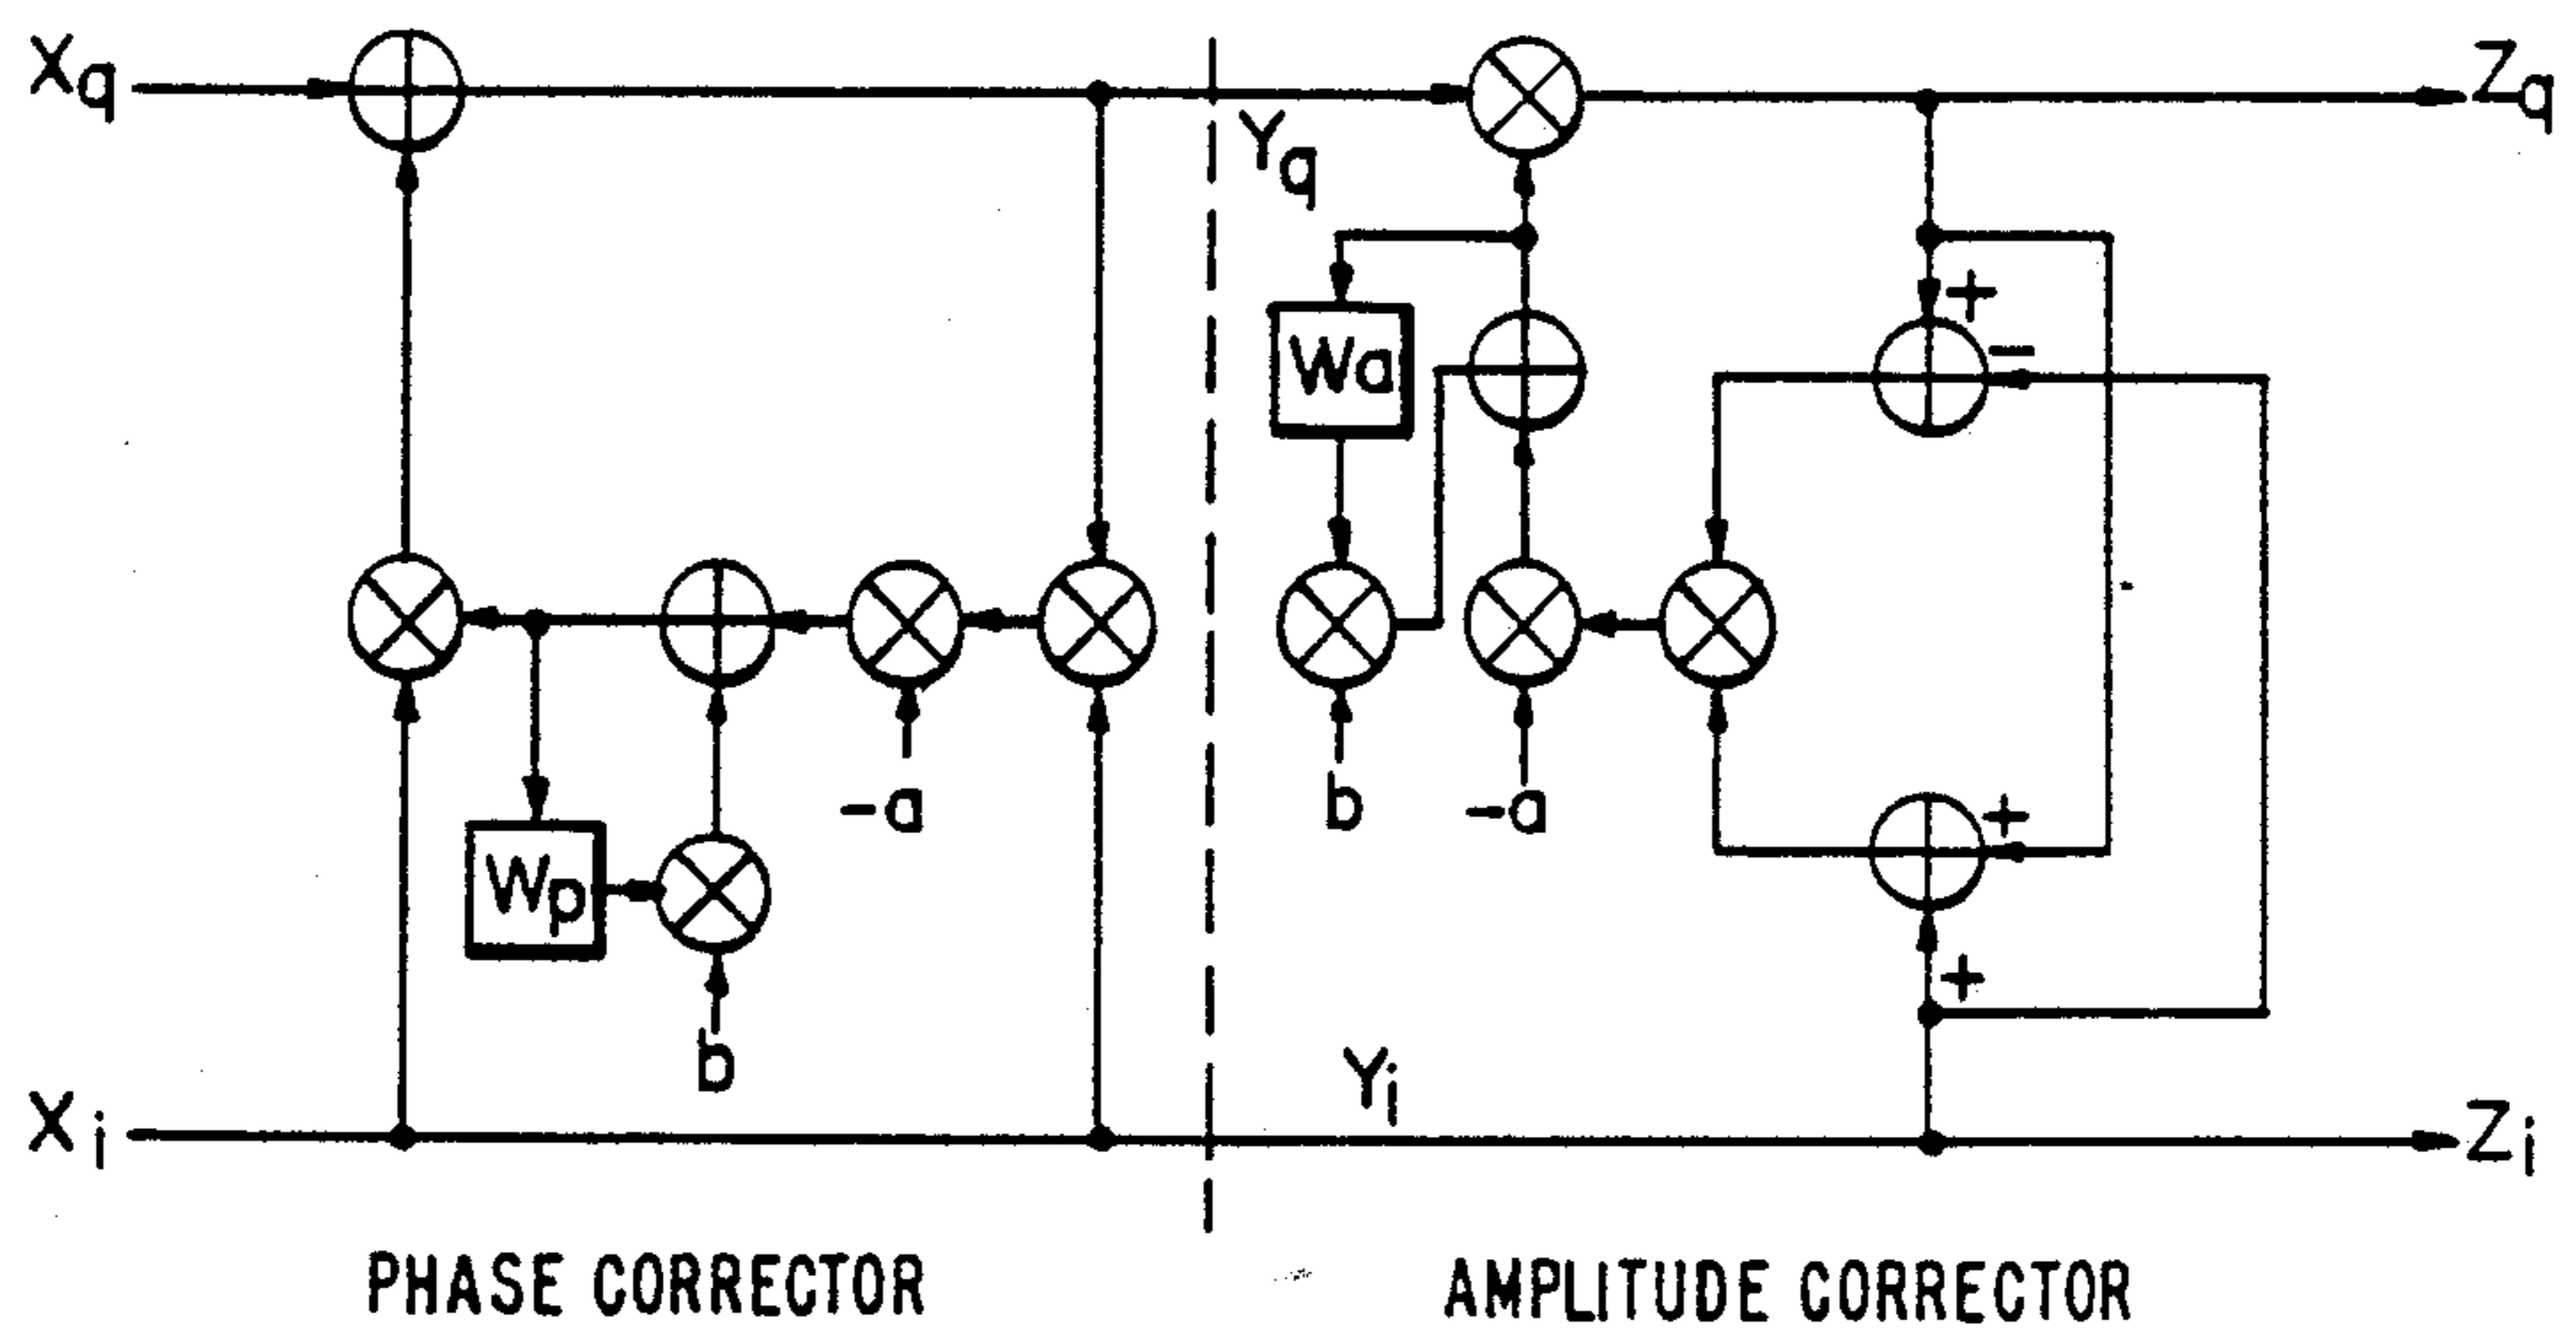 Xq
Zq
Yq
+
−
Wa
-a
b
-a
Wp
+
+
b
Yi
Xi
Zi
PHASE CORRECTOR
AMPLITUDE CORRECTOR